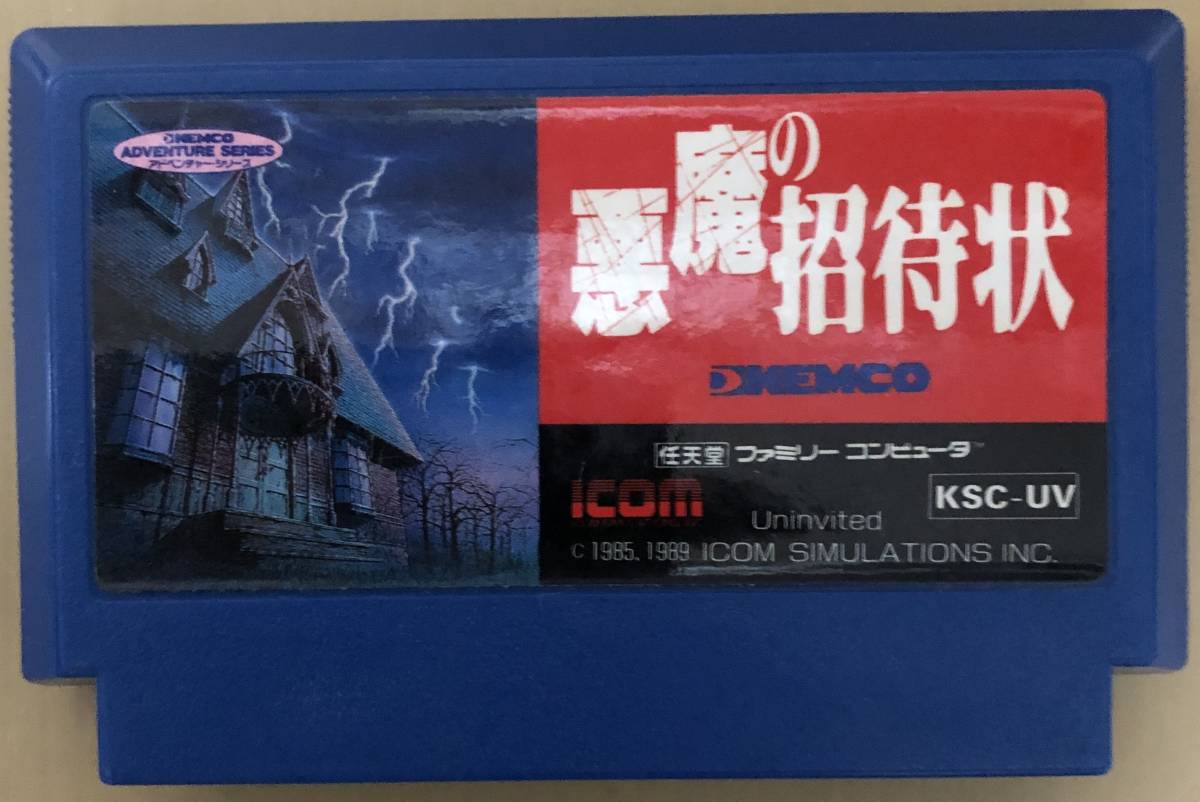 KEMCO
ADVENTURE SERIES
アドベンチャー・シリーズ
悪魔の招待状
KEMCO
任天堂 ファミリー コンピュータ™
ICOM
KSC-UV
Uninvited
© 1985, 1989 ICOM SIMULATIONS INC.